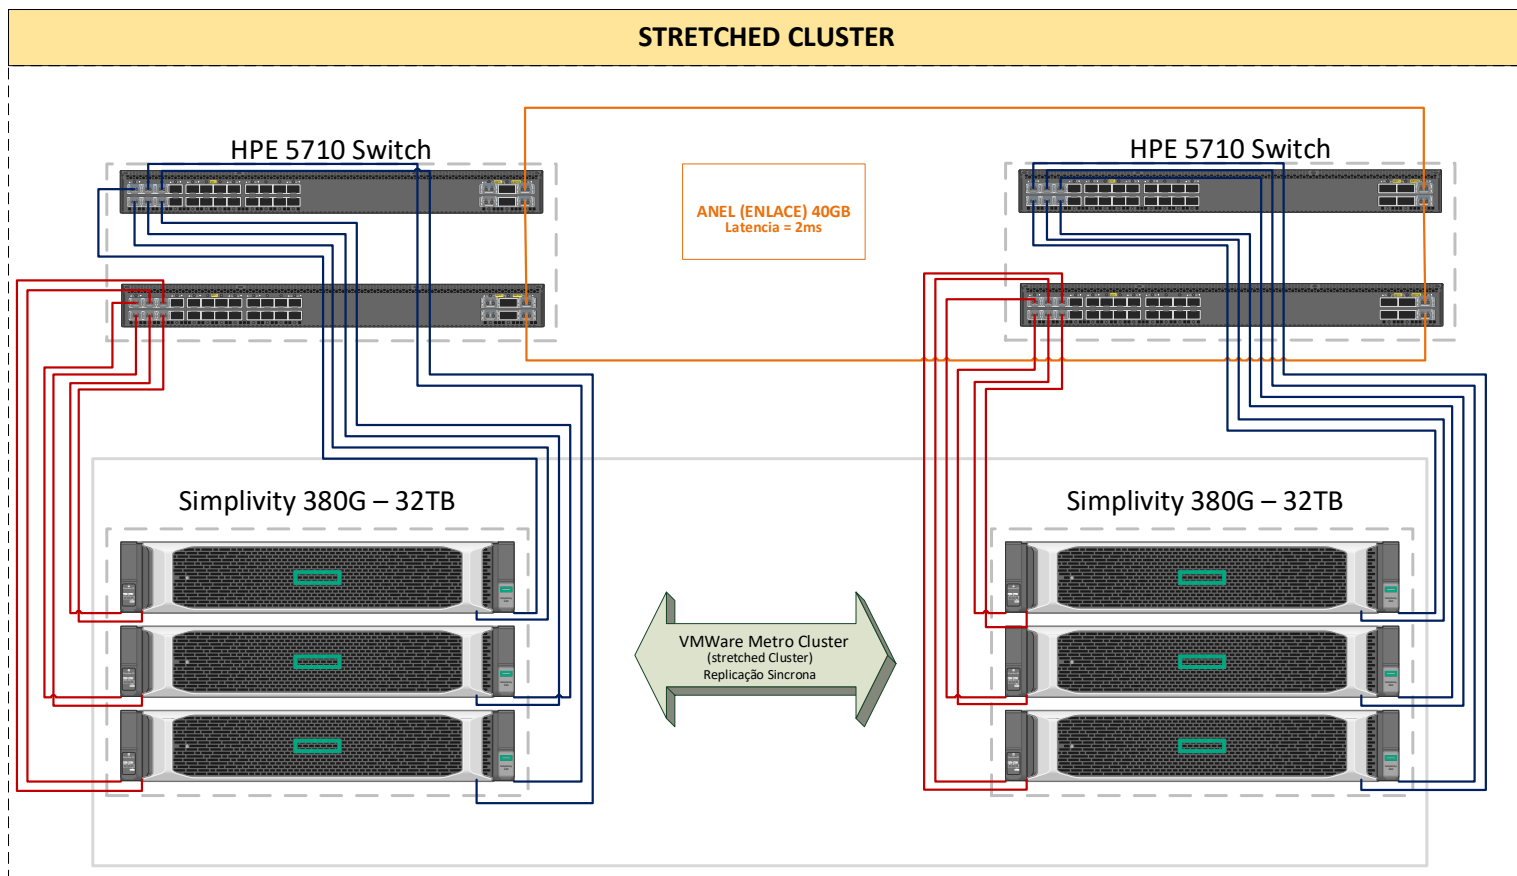 STRETCHED CLUSTER
HPE 5710 Switch
HPE 5710 Switch
ANEL (ENLACE) 40GB
Latencia = 2ms
Simplivity 380G – 32TB
Simplivity 380G – 32TB
VMWare Metro Cluster
(stretched Cluster)
Replicação Sincrona